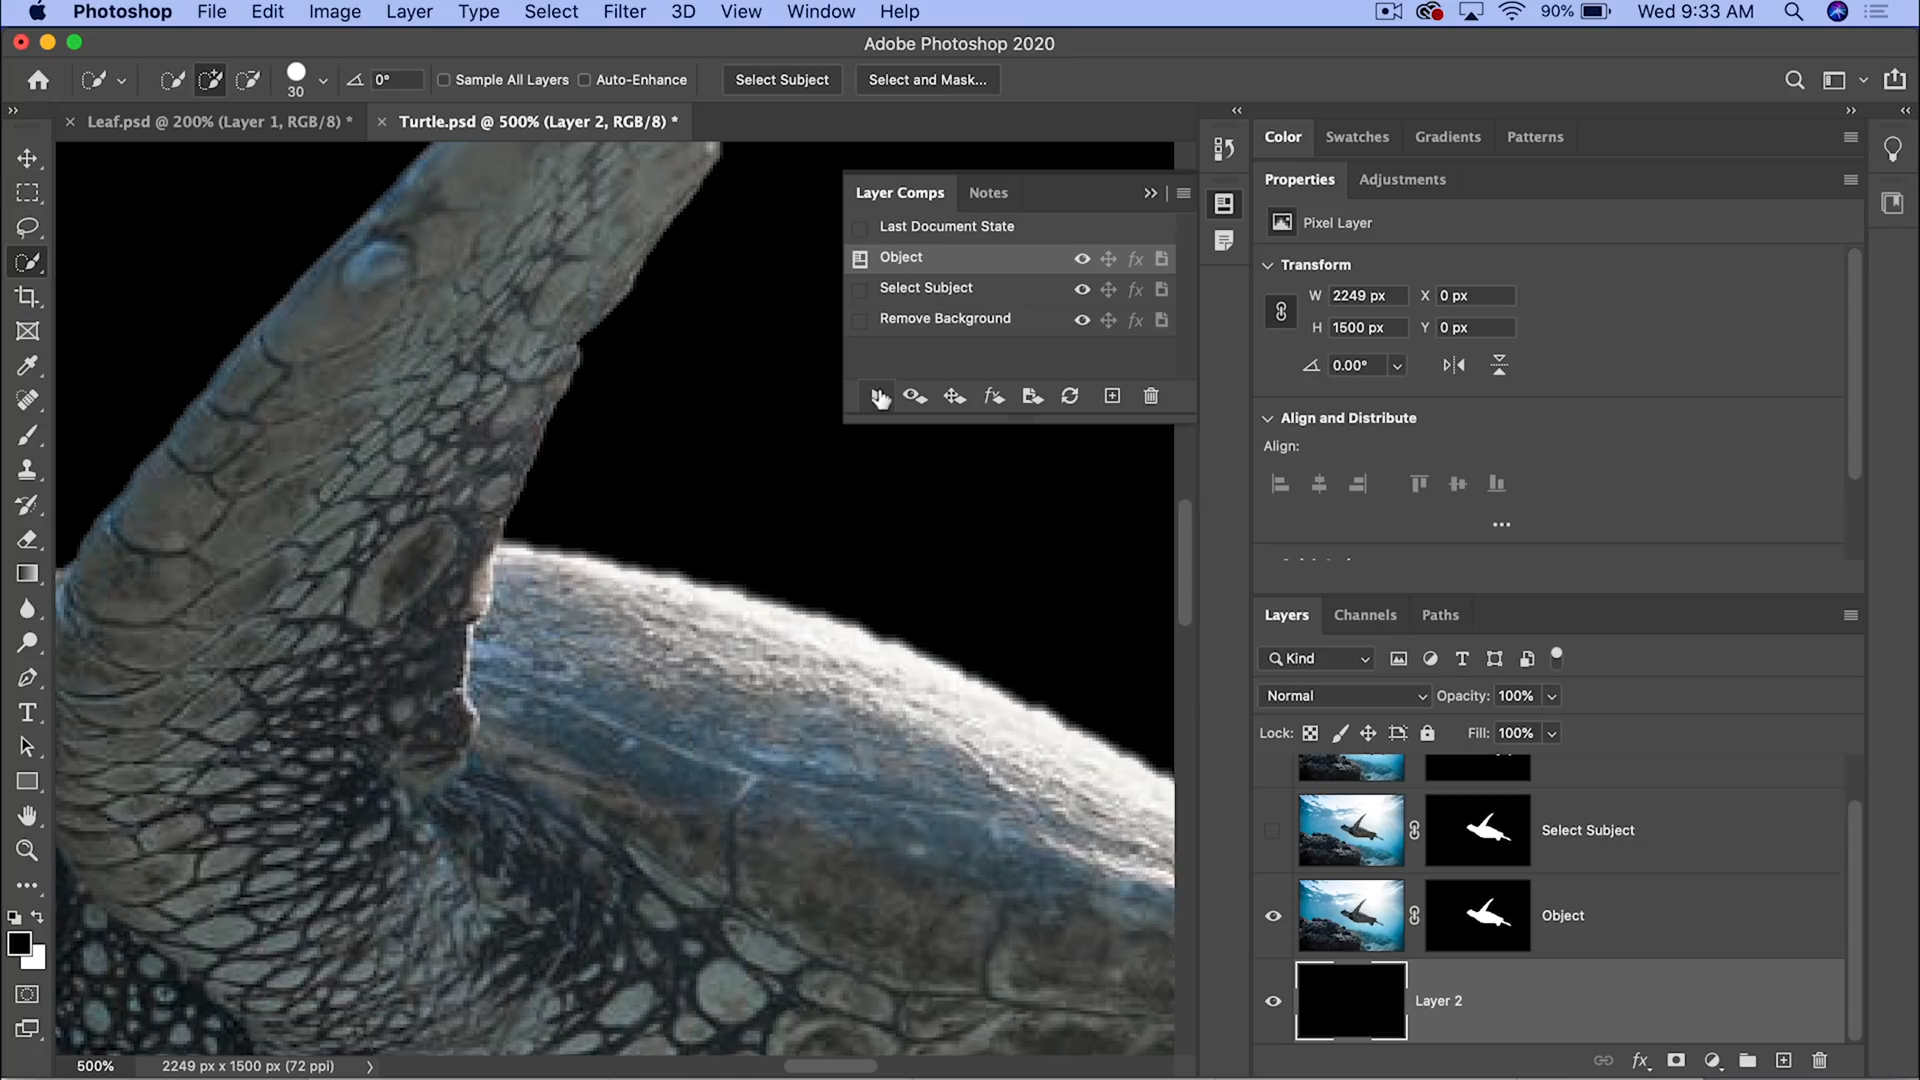 Photoshop File Edit Image Layer Type Select Filter 3D View Window Help 90% Wed 9:33 AM
Adobe Photoshop 2020
30 0° Sample All Layers Auto-Enhance Select Subject Select and Mask...
Leaf.psd @ 200% (Layer 1, RGB/8) * Turtle.psd @ 500% (Layer 2, RGB/8) *
Layer Comps Notes
Last Document State
Object
Select Subject
Remove Background
Color Swatches Gradients Patterns
Properties Adjustments
Pixel Layer
Transform
W 2249 px X 0 px
H 1500 px Y 0 px
0.00°
Align and Distribute
Align:
Layers Channels Paths
Kind
Normal Opacity: 100%
Lock: Fill: 100%
Select Subject
Object
Layer 2
500% 2249 px x 1500 px (72 ppi)